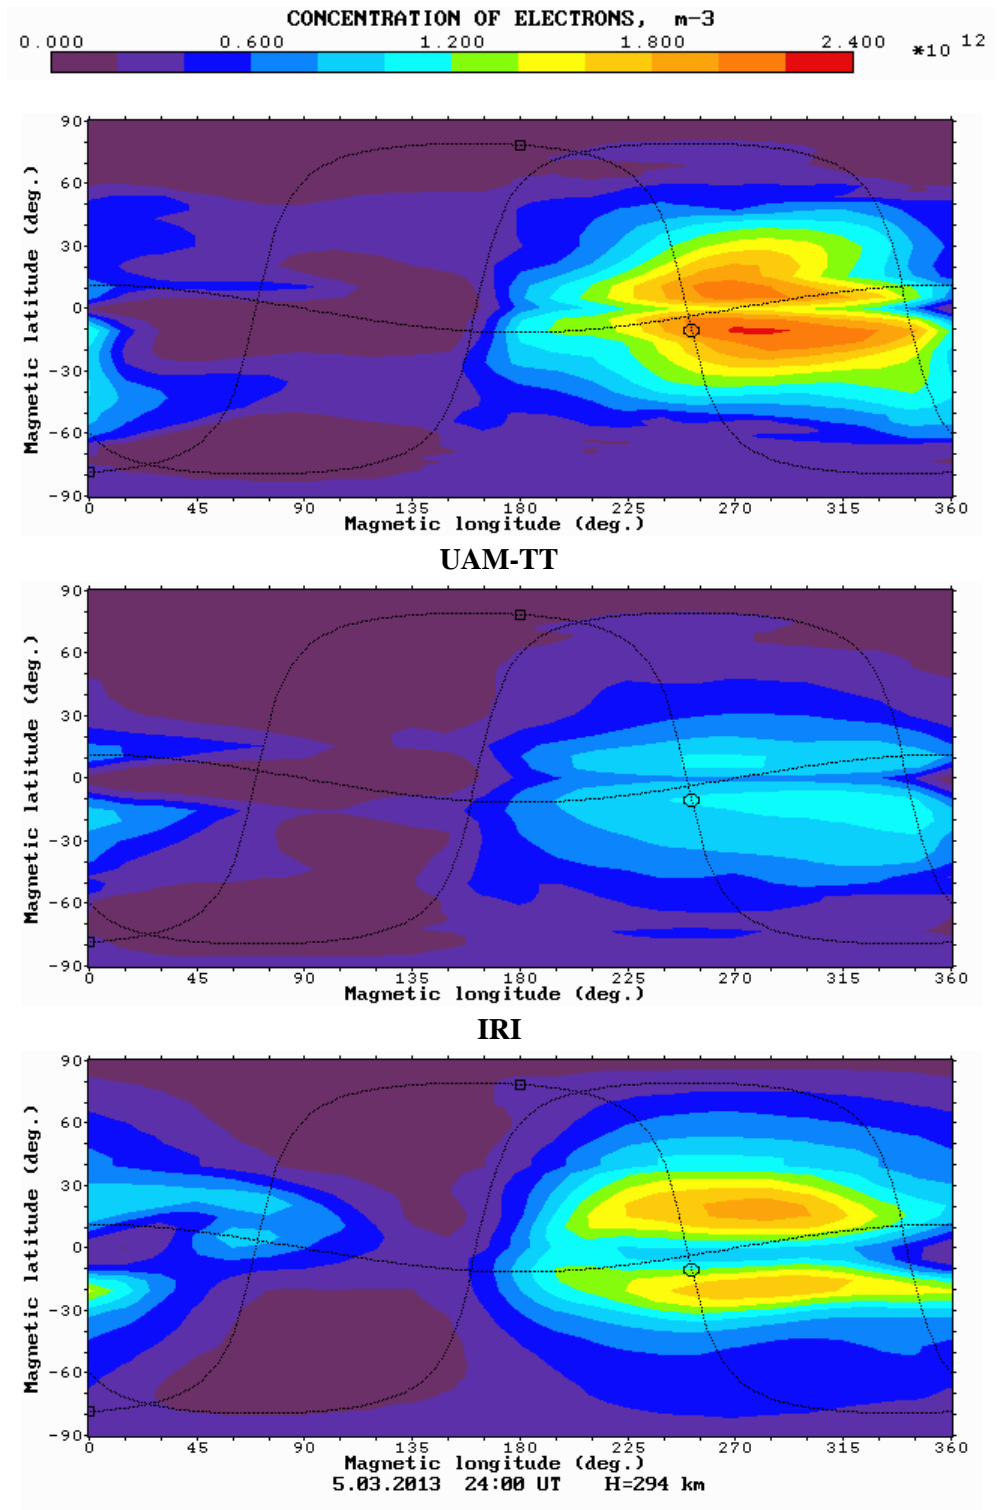 CONCENTRATION OF ELECTRONS, m-3
0.000 0.600 1.200 1.800 2.400 *10 12
90
60
30
0
-30
-60
-90
Magnetic latitude (deg.)
0 45 90 135 180 225 270 315 360
Magnetic longitude (deg.)
UAM-TT
90
60
30
0
-30
-60
-90
Magnetic latitude (deg.)
0 45 90 135 180 225 270 315 360
Magnetic longitude (deg.)
IRI
90
60
30
0
-30
-60
-90
Magnetic latitude (deg.)
0 45 90 135 180 225 270 315 360
Magnetic longitude (deg.)
5.03.2013 24:00 UT H=294 km